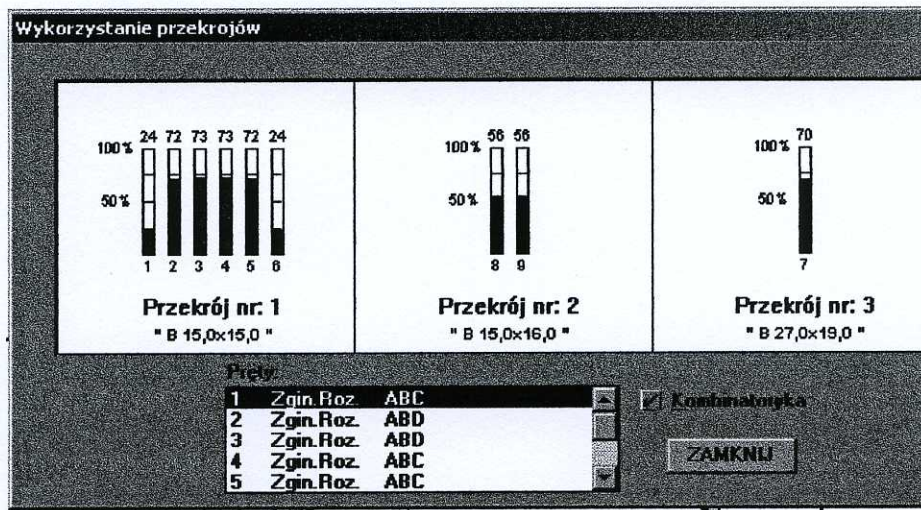 Wykorzystanie przekrojów
24 72 73 73 72 24
100%
50%
1 2 3 4 5 6
Przekrój nr: 1
" B 15,0x15,0 "
56 56
100%
50%
8 9
Przekrój nr: 2
" B 15,0x16,0 "
70
100%
50%
7
Przekrój nr: 3
" B 27,0x19,0 "
Pręty:
1 Zgin.Roz. ABC
2 Zgin.Roz. ABD
3 Zgin.Roz. ABD
4 Zgin.Roz. ABC
5 Zgin.Roz. ABC
Kombinatoryka
ZAMKNIJ